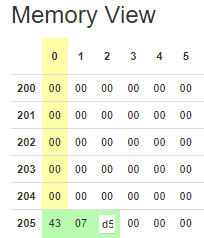 Memory View
0 1 2 3 4 5
200 00 00 00 00 00 00
201 00 00 00 00 00 00
202 00 00 00 00 00 00
203 00 00 00 00 00 00
204 00 00 00 00 00 00
205 43 07 d5 00 00 00